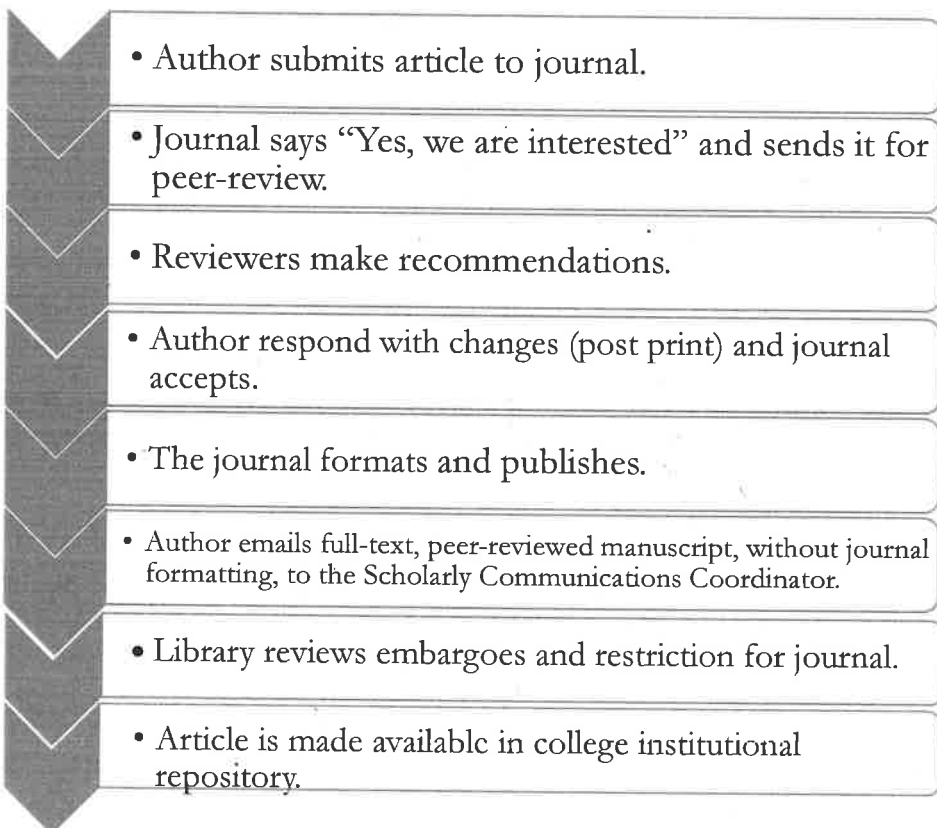 • Author submits article to journal.
• Journal says “Yes, we are interested” and sends it for
peer-review.
• Reviewers make recommendations.
• Author respond with changes (post print) and journal
accepts.
• The journal formats and publishes.
• Author emails full-text, peer-reviewed manuscript, without journal
formatting, to the Scholarly Communications Coordinator.
• Library reviews embargoes and restriction for journal.
• Article is made available in college institutional
repository.